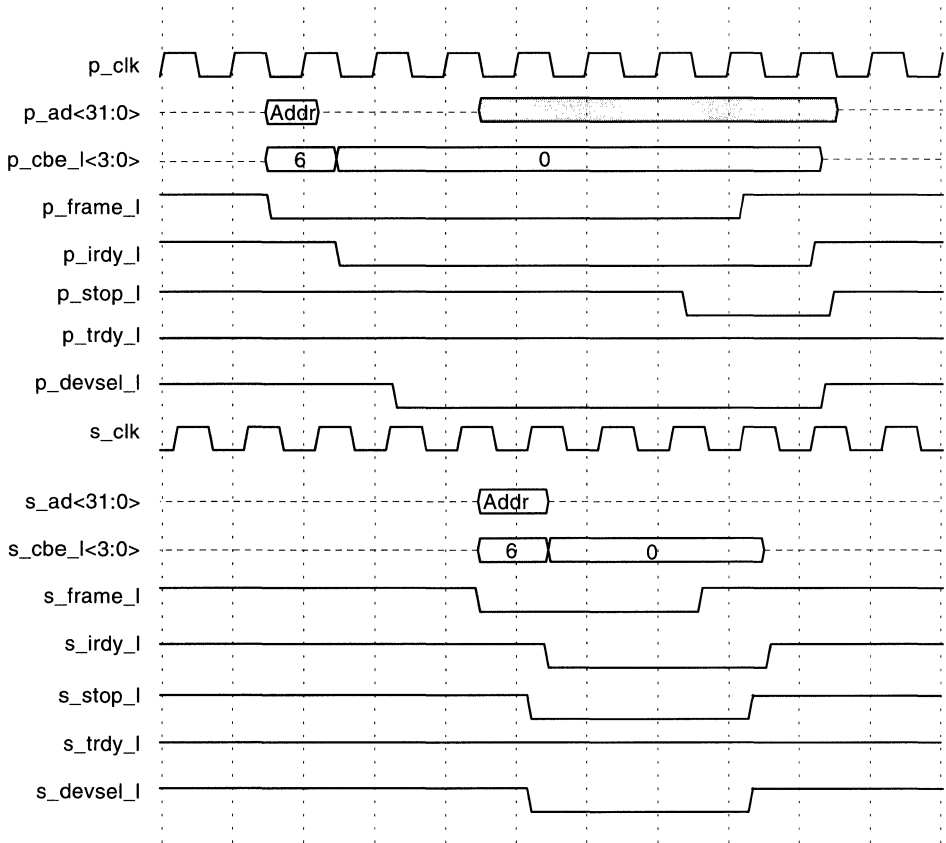 p_clk
p_ad<31:0> Addr
p_cbe_l<3:0> 6 0
p_frame_l
p_irdy_l
p_stop_l
p_trdy_l
p_devsel_l
s_clk
s_ad<31:0> Addr
s_cbe_l<3:0> 6 0
s_frame_l
s_irdy_l
s_stop_l
s_trdy_l
s_devsel_l